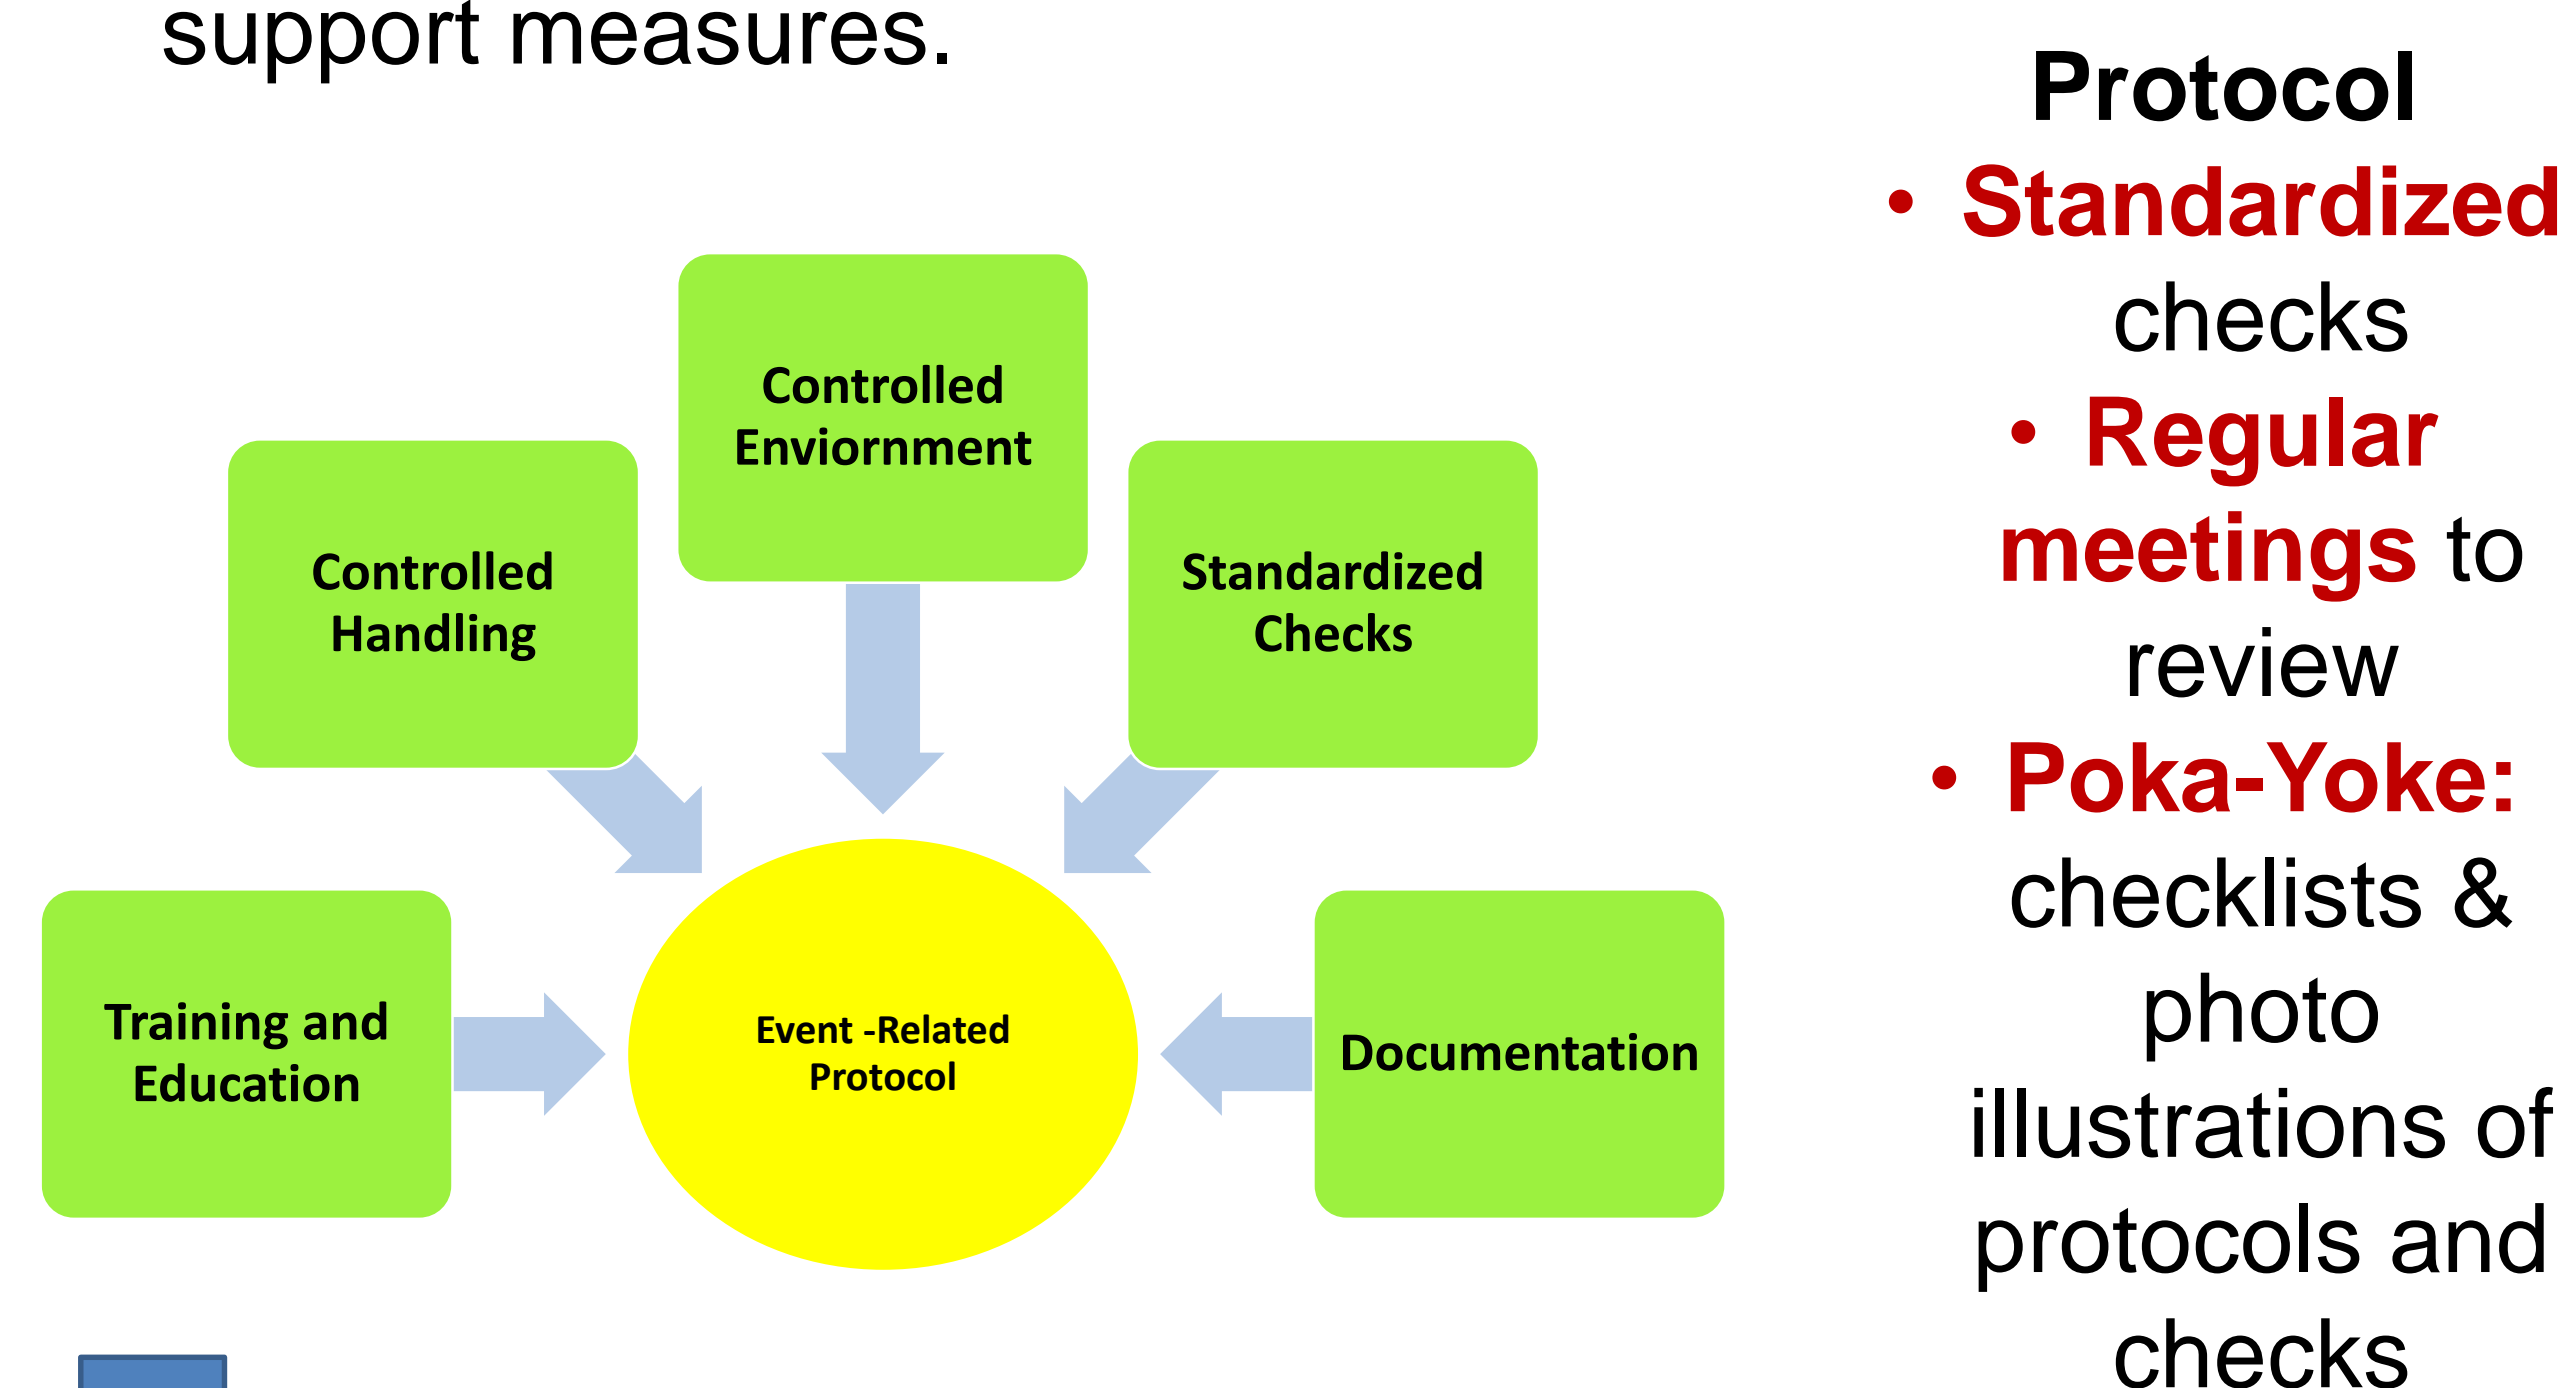 support measures.
Controlled
Enviornment
Controlled
Handling
Standardized
Checks
Training and
Education
Event -Related
Protocol
Documentation
Protocol
• Standardized
checks
• Regular
meetings to
review
• Poka-Yoke:
checklists &
photo
illustrations of
protocols and
checks